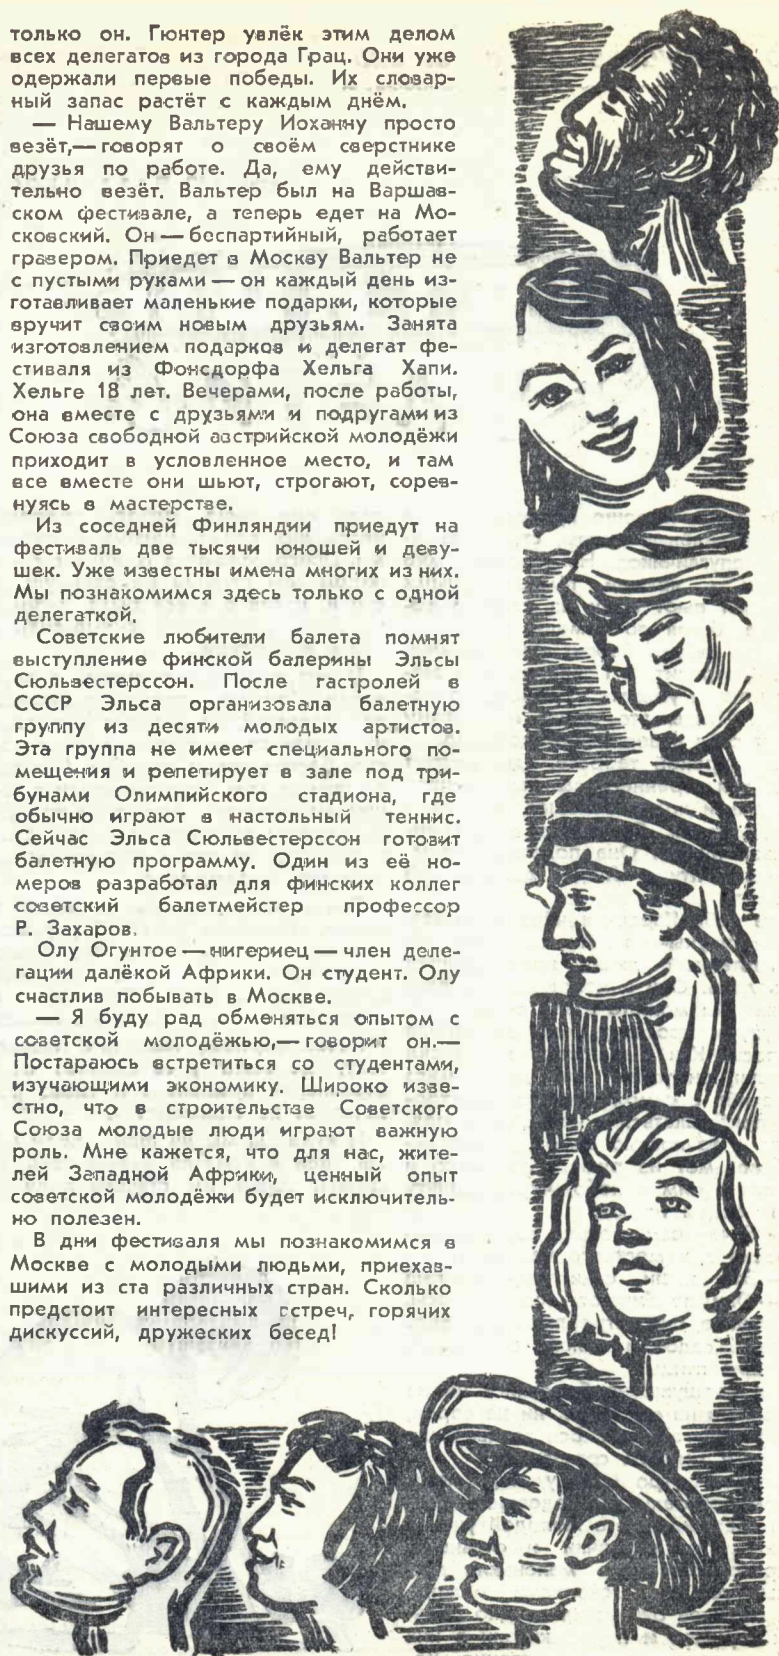 только он. Гюнтер увлёк этим делом
всех делегатов из города Грац. Они уже
одержали первые победы. Их словар-
ный запас растёт с каждым днём.
— Нашему Вальтеру Иоханну просто
везёт,— говорят о своём сверстнике
друзья по работе. Да, ему действи-
тельно везёт. Вальтер был на Варшав-
ском фестивале, а теперь едет на Мо-
сковский. Он — беспартийный, работает
гравером. Приедет в Москву Вальтер не
с пустыми руками — он каждый день из-
готавливает маленькие подарки, которые
вручит своим новым друзьям. Занята
изготовлением подарков и делегат фе-
стиваля из Фонсдорфа Хельга Хапи.
Хельге 18 лет. Вечерами, после работы,
она вместе с друзьями и подругами из
Союза свободной австрийской молодёжи
приходит в условленное место, и там
все вместе они шьют, строгают, сорев-
нуясь в мастерстве.
Из соседней Финляндии приедут на
фестиваль две тысячи юношей и деву-
шек. Уже известны имена многих из них.
Мы познакомимся здесь только с одной
делегаткой.
Советские любители балета помнят
выступление финской балерины Эльсы
Сюльвестерссон. После гастролей в
СССР Эльса организовала балетную
группу из десяти молодых артистов.
Эта группа не имеет специального по-
мещения и репетирует в зале под три-
бунами Олимпийского стадиона, где
обычно играют в настольный теннис.
Сейчас Эльса Сюльвестерссон готовит
балетную программу. Один из её но-
меров разработал для финских коллег
советский балетмейстер профессор
Р. Захаров.
Олу Огунтое — нигериец — член деле-
гации далёкой Африки. Он студент. Олу
счастлив побывать в Москве.
— Я буду рад обменяться опытом с
советской молодёжью,— говорит он.—
Постараюсь встретиться со студентами,
изучающими экономику. Широко изве-
стно, что в строительстве Советского
Союза молодые люди играют важную
роль. Мне кажется, что для нас, жите-
лей Западной Африки, ценный опыт
советской молодёжи будет исключитель-
но полезен.
В дни фестиваля мы познакомимся в
Москве с молодыми людьми, приехав-
шими из ста различных стран. Сколько
предстоит интересных встреч, горячих
дискуссий, дружеских бесед!